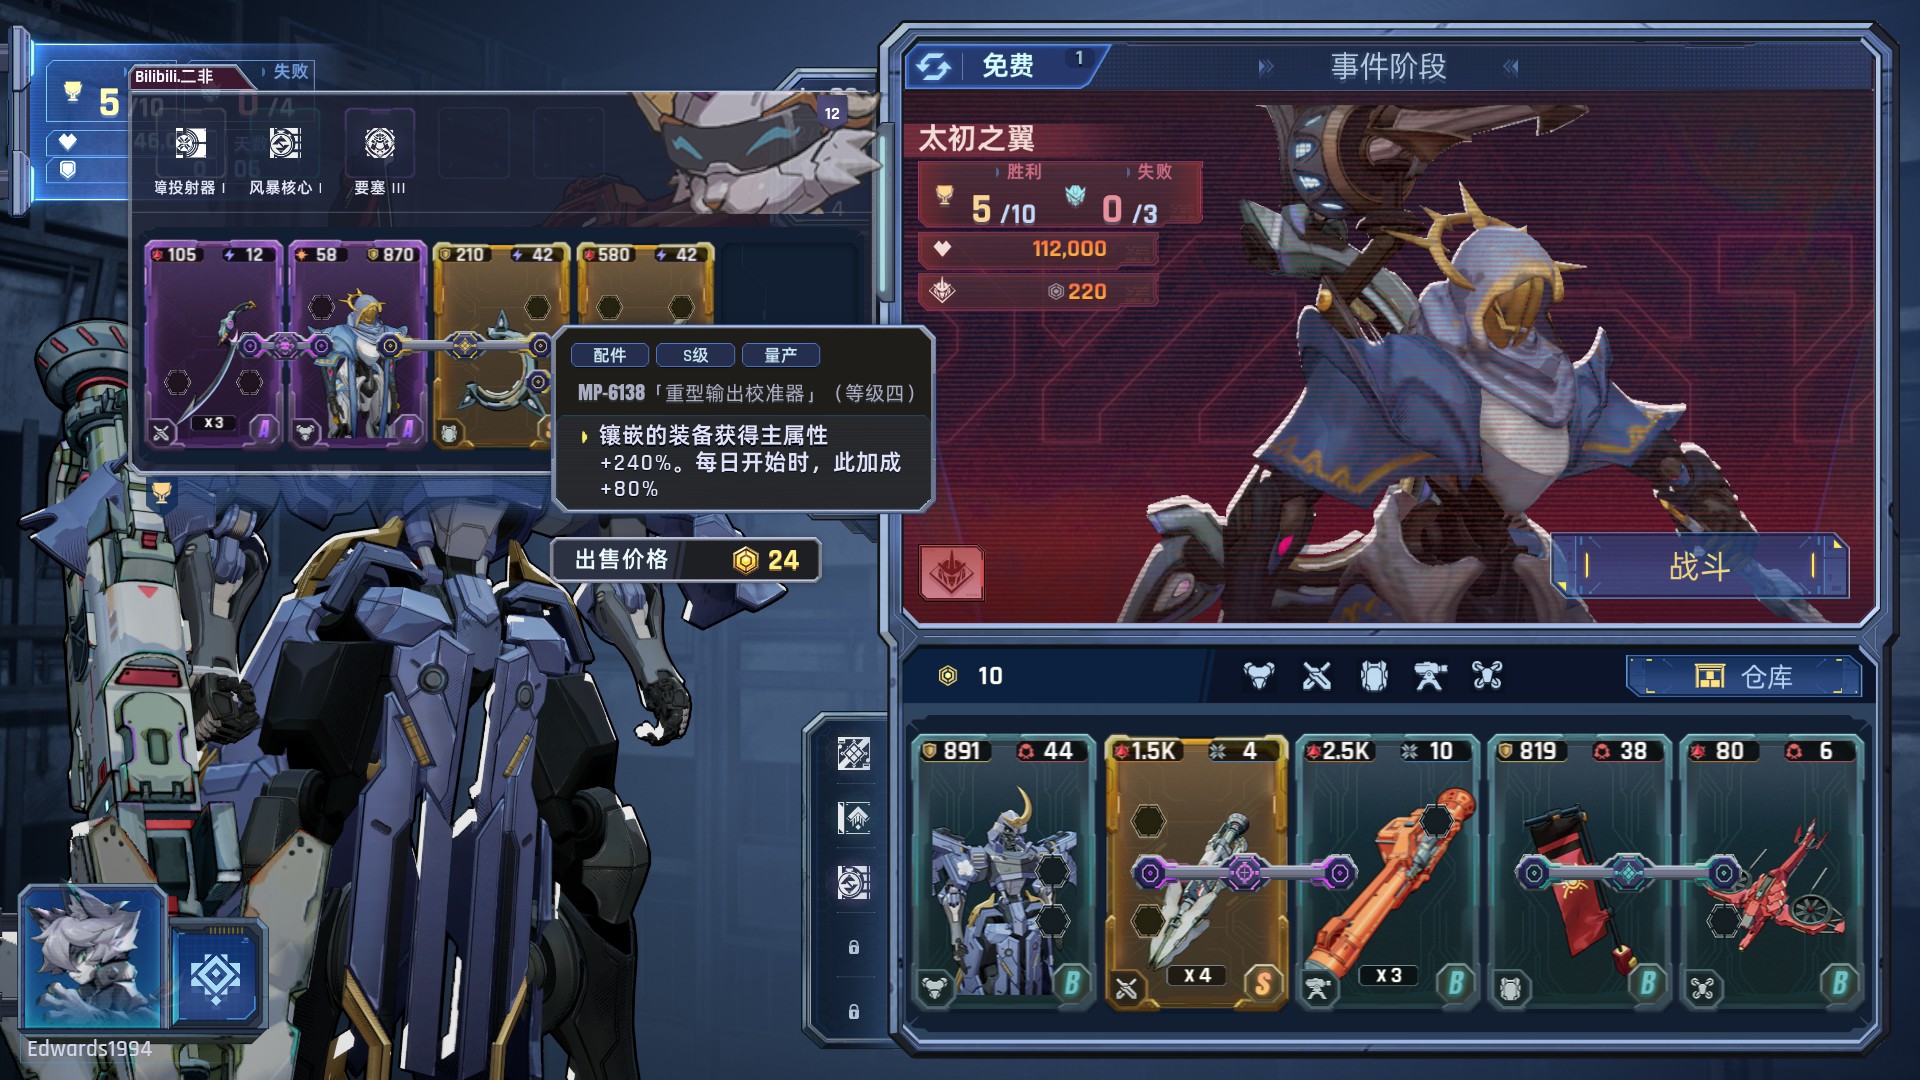 失败
5/10
0/4
Bilibili.二非
12
障投射器 I
风暴核心 I
要塞 III
105
12
58
870
210
42
580
42
x3
A
A
配件
S级
量产
MP-6138「重型输出校准器」（等级四）
镶嵌的装备获得主属性
+240%。每日开始时，此加成
+80%
出售价格
24
免费
1
事件阶段
太初之翼
胜利
失败
5/10
0/3
112,000
220
战斗
10
仓库
891
44
1.5K
4
2.5K
10
819
38
80
6
x4
x3
B
S
B
B
B
Edwards1994